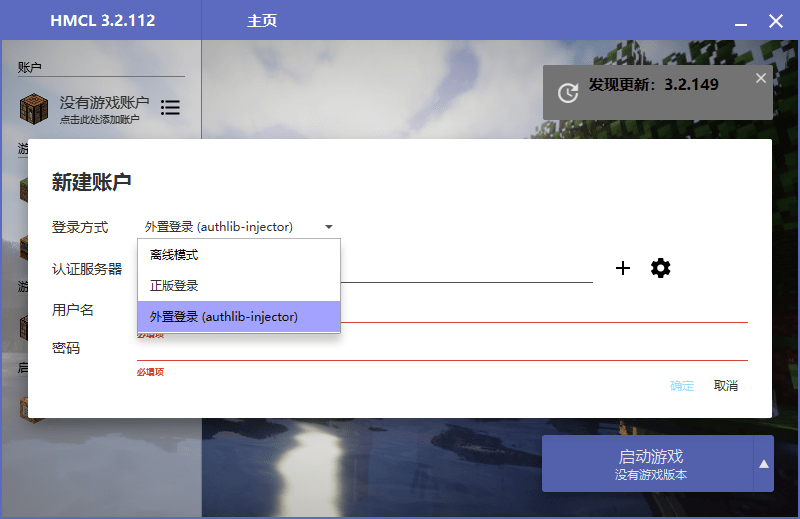 HMCL 3.2.112
主页
账户
没有游戏账户
点击此处添加账户
发现更新：3.2.149
游
新建账户
登录方式
外置登录 (authlib-injector)
离线模式
认证服务器
正版登录
外置登录 (authlib-injector)
用户名
必填项
密码
必填项
确定
取消
游
启
启动游戏
没有游戏版本